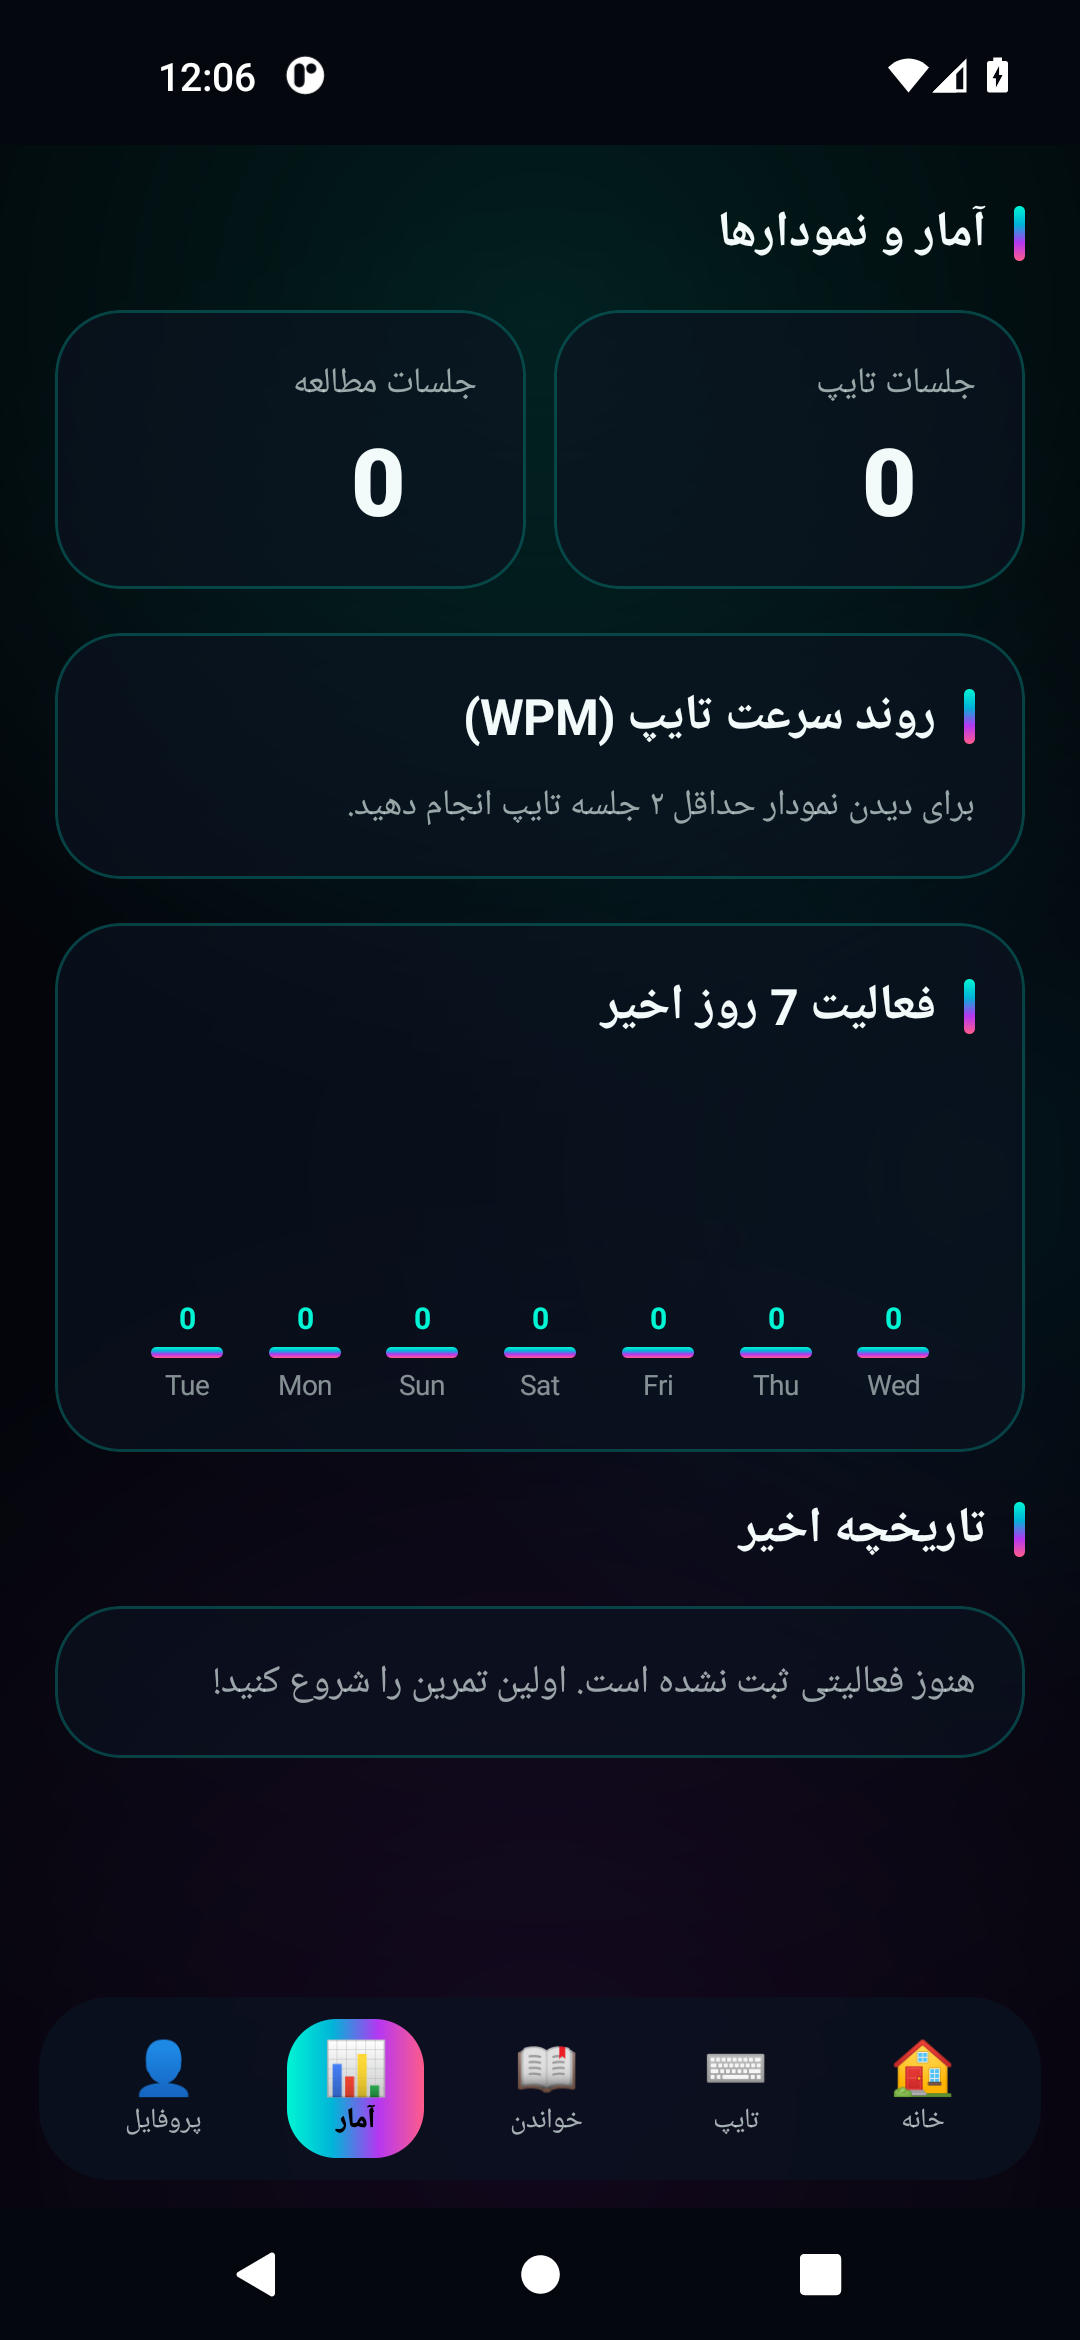 12:06
آمار و نمودارها
جلسات تایپ
0
جلسات مطالعه
0
روند سرعت تایپ (WPM)
برای دیدن نمودار حداقل ۲ جلسه تایپ انجام دهید.
فعالیت 7 روز اخیر
0 0 0 0 0 0 0
Wed Thu Fri Sat Sun Mon Tue
تاریخچه اخیر
هنوز فعالیتی ثبت نشده است. اولین تمرین را شروع کنید!
خانه
تایپ
خواندن
آمار
پروفایل